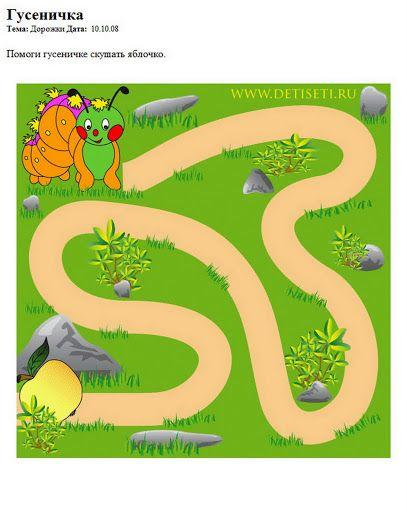 Гусеничка
Тема: Дорожки Дата: 10.10.08
Помоги гусеничке скушать яблочко.
WWW.DETISETI.RU